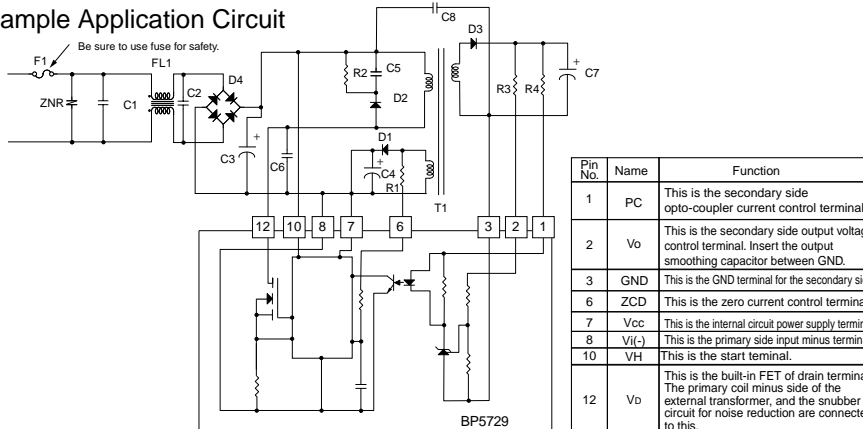 ample Application Circuit
Be sure to use fuse for safety.
F1
FL1
ZNR
C1
C2
D4
C3
C6
R2
C5
D2
D1
C4
R1
T1
C8
D3
R3
R4
C7
12
10
8
7
6
3
2
1
BP5729
Pin No.
Name
Function
1
PC
This is the secondary side
opto-coupler current control terminal
2
Vo
This is the secondary side output voltag
control terminal. Insert the output
smoothing capacitor between GND.
3
GND
This is the GND terminal for the secondary si
6
ZCD
This is the zero current control termina
7
Vcc
This is the internal circuit power supply termin
8
Vi(-)
This is the primary side input minus termin
10
VH
This is the start teminal.
12
VD
This is the built-in FET of drain termina
The primary coil minus side of the
external transformer, and the snubber
circuit for noise reduction are connecte
to this.